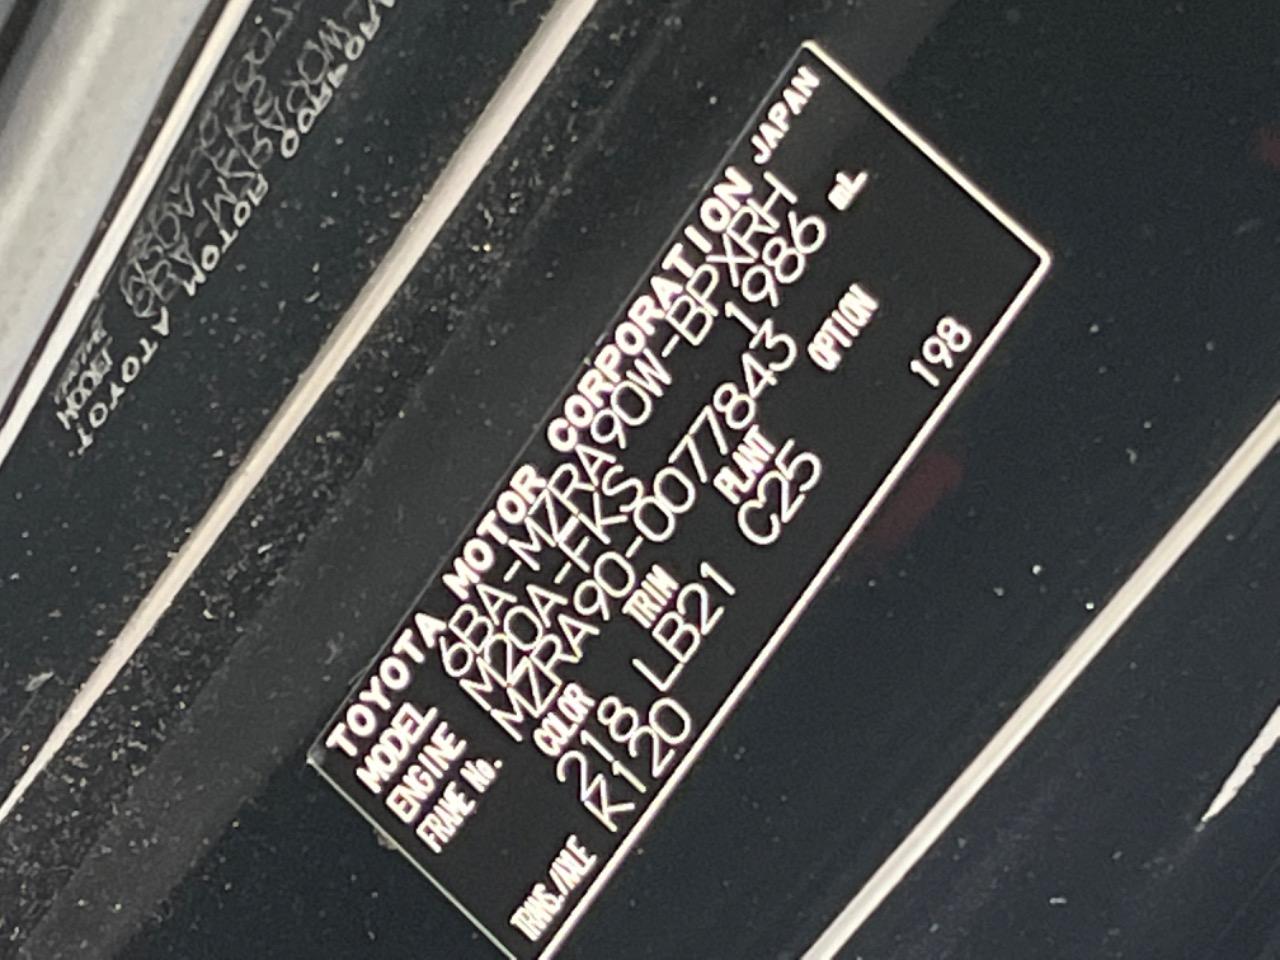 TOYOTA MOTOR CORPORATION JAPAN
MODEL 6BA-MZRA90W-BPXRH
ENGINE M20A-FKS 1986 mL
FRAME No. MZRA90-0077843
COLOR TRIM PLANT OPTION
218 LB21 C25 198
TRANS./AXLE K120